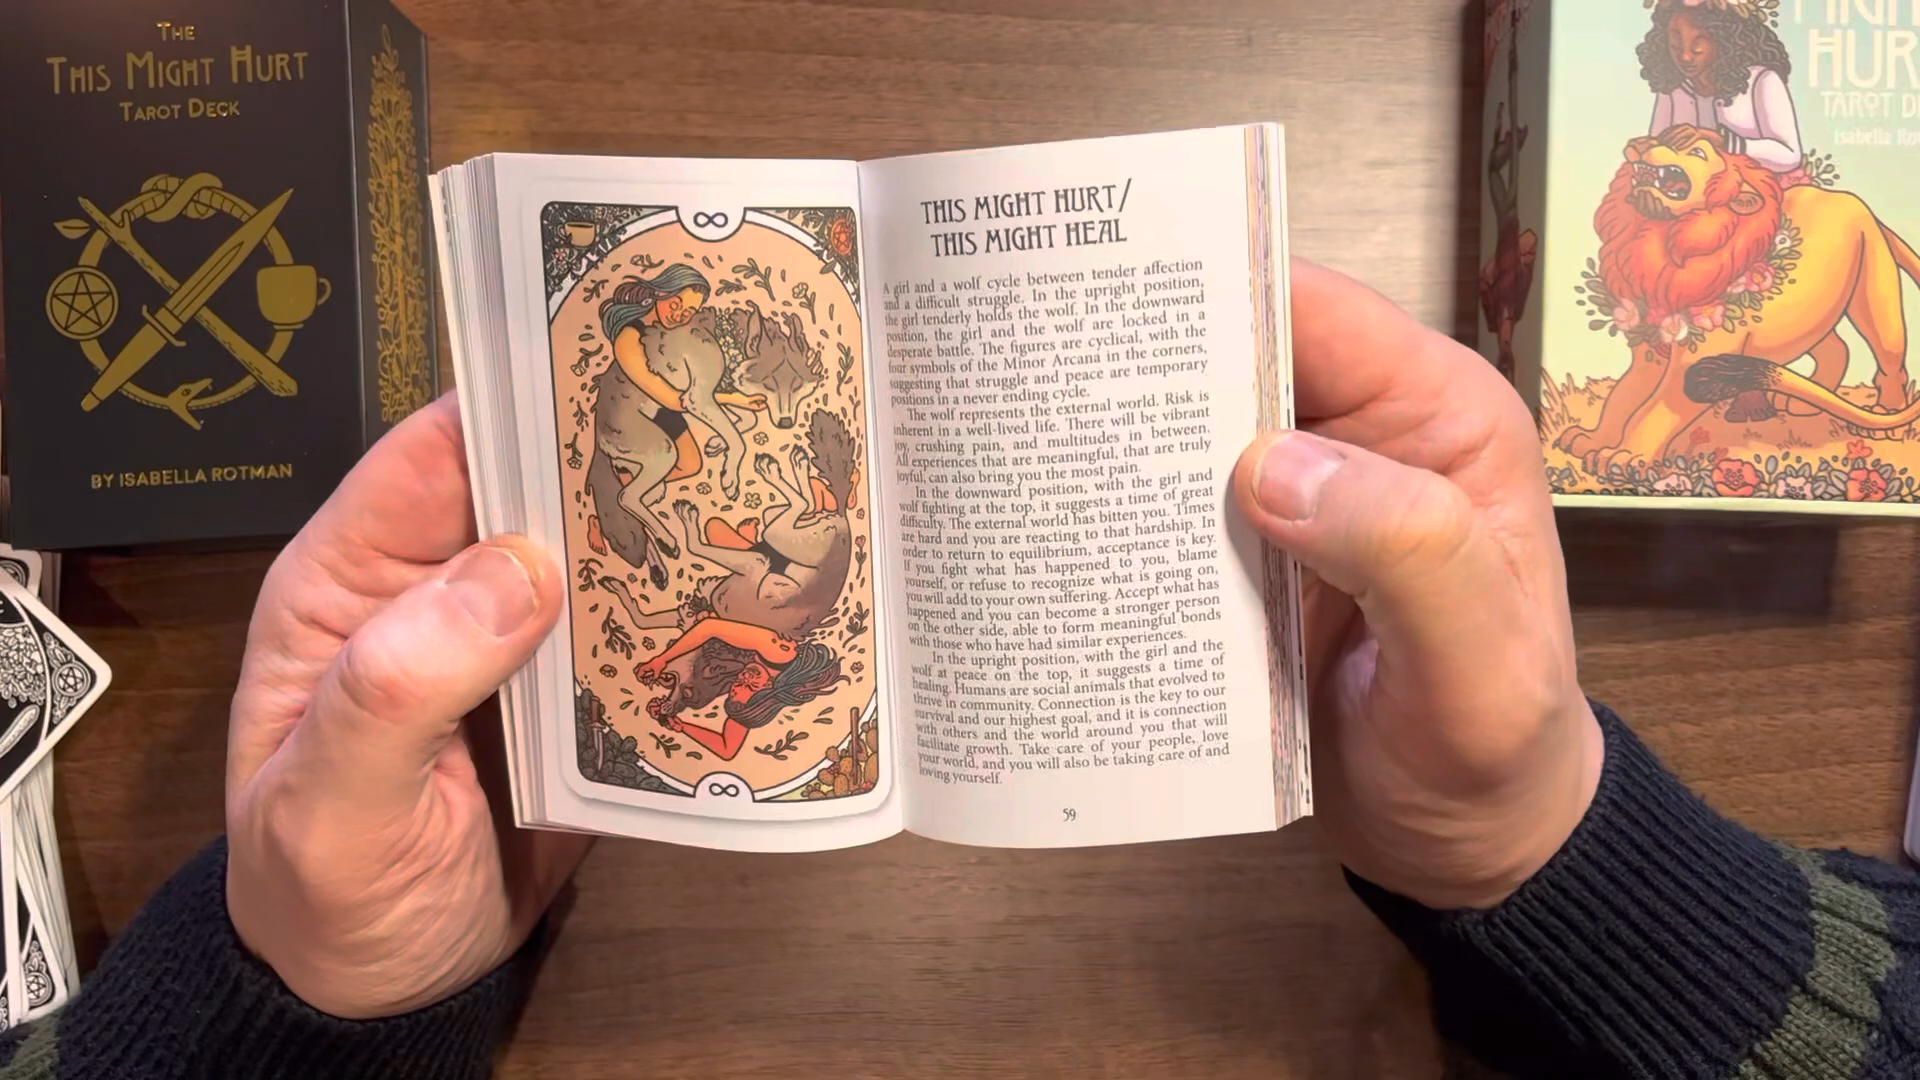 THE
THIS MIGHT HURT
TAROT DECK
BY ISABELLA ROTMAN
∞
∞
THIS MIGHT HURT/
THIS MIGHT HEAL
A girl and a wolf cycle between tender affection
and a difficult struggle. In the upright position,
the girl tenderly holds the wolf. In the downward
position, the girl and the wolf are locked in a
desperate battle. The figures are cyclical, with the
four symbols of the Minor Arcana in the corners,
suggesting that struggle and peace are temporary
positions in a never ending cycle.
The wolf represents the external world. Risk is
inherent in a well-lived life. There will be vibrant
joy, crushing pain, and multitudes in between.
All experiences that are meaningful, that are truly
joyful, can also bring you the most pain.
In the downward position, with the girl and
wolf fighting at the top, it suggests a time of great
difficulty. The external world has bitten you. Times
are hard and you are reacting to that hardship. In
order to return to equilibrium, acceptance is key.
If you fight what has happened to you, blame
yourself, or refuse to recognize what is going on,
you will add to your own suffering. Accept what has
happened and you can become a stronger person
on the other side, able to form meaningful bonds
with those who have had similar experiences.
In the upright position, with the girl and the
wolf at peace on the top, it suggests a time of
healing. Humans are social animals that evolved to
thrive in community. Connection is the key to our
survival and our highest goal, and it is connection
with others and the world around you that will
facilitate growth. Take care of your people, love
your world, and you will also be taking care of and
loving yourself.
59
HUR
TAROT D
Isabella Ro